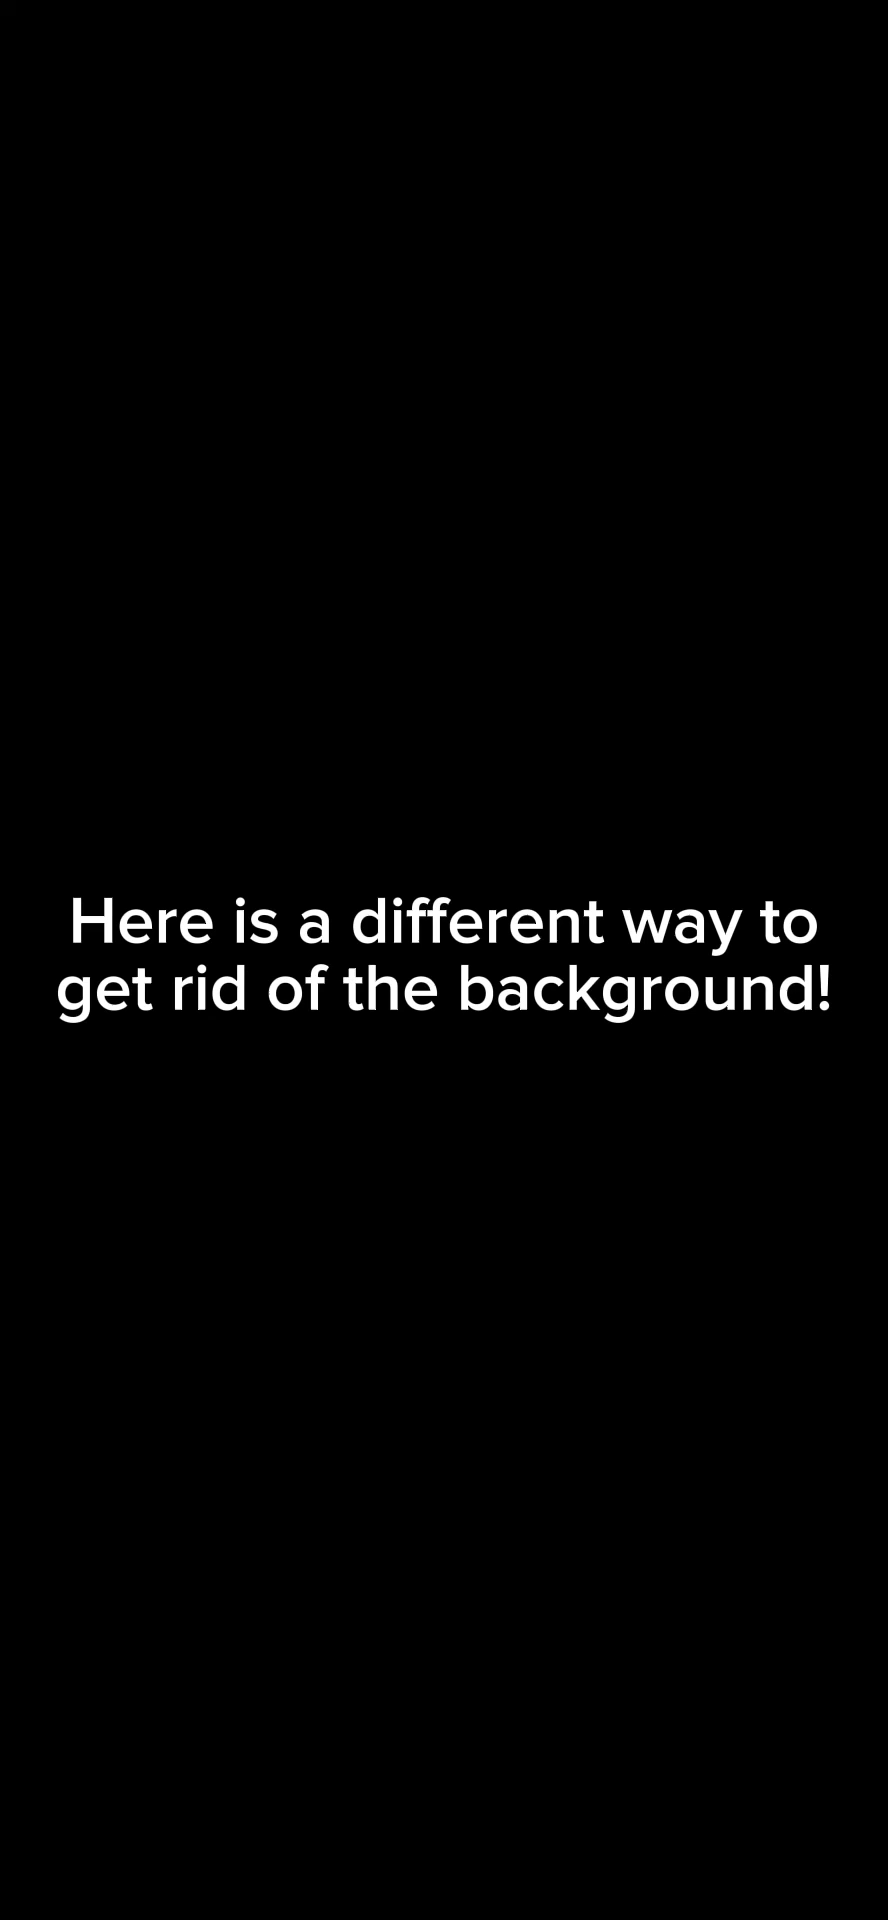 Here is a different way to
get rid of the background!